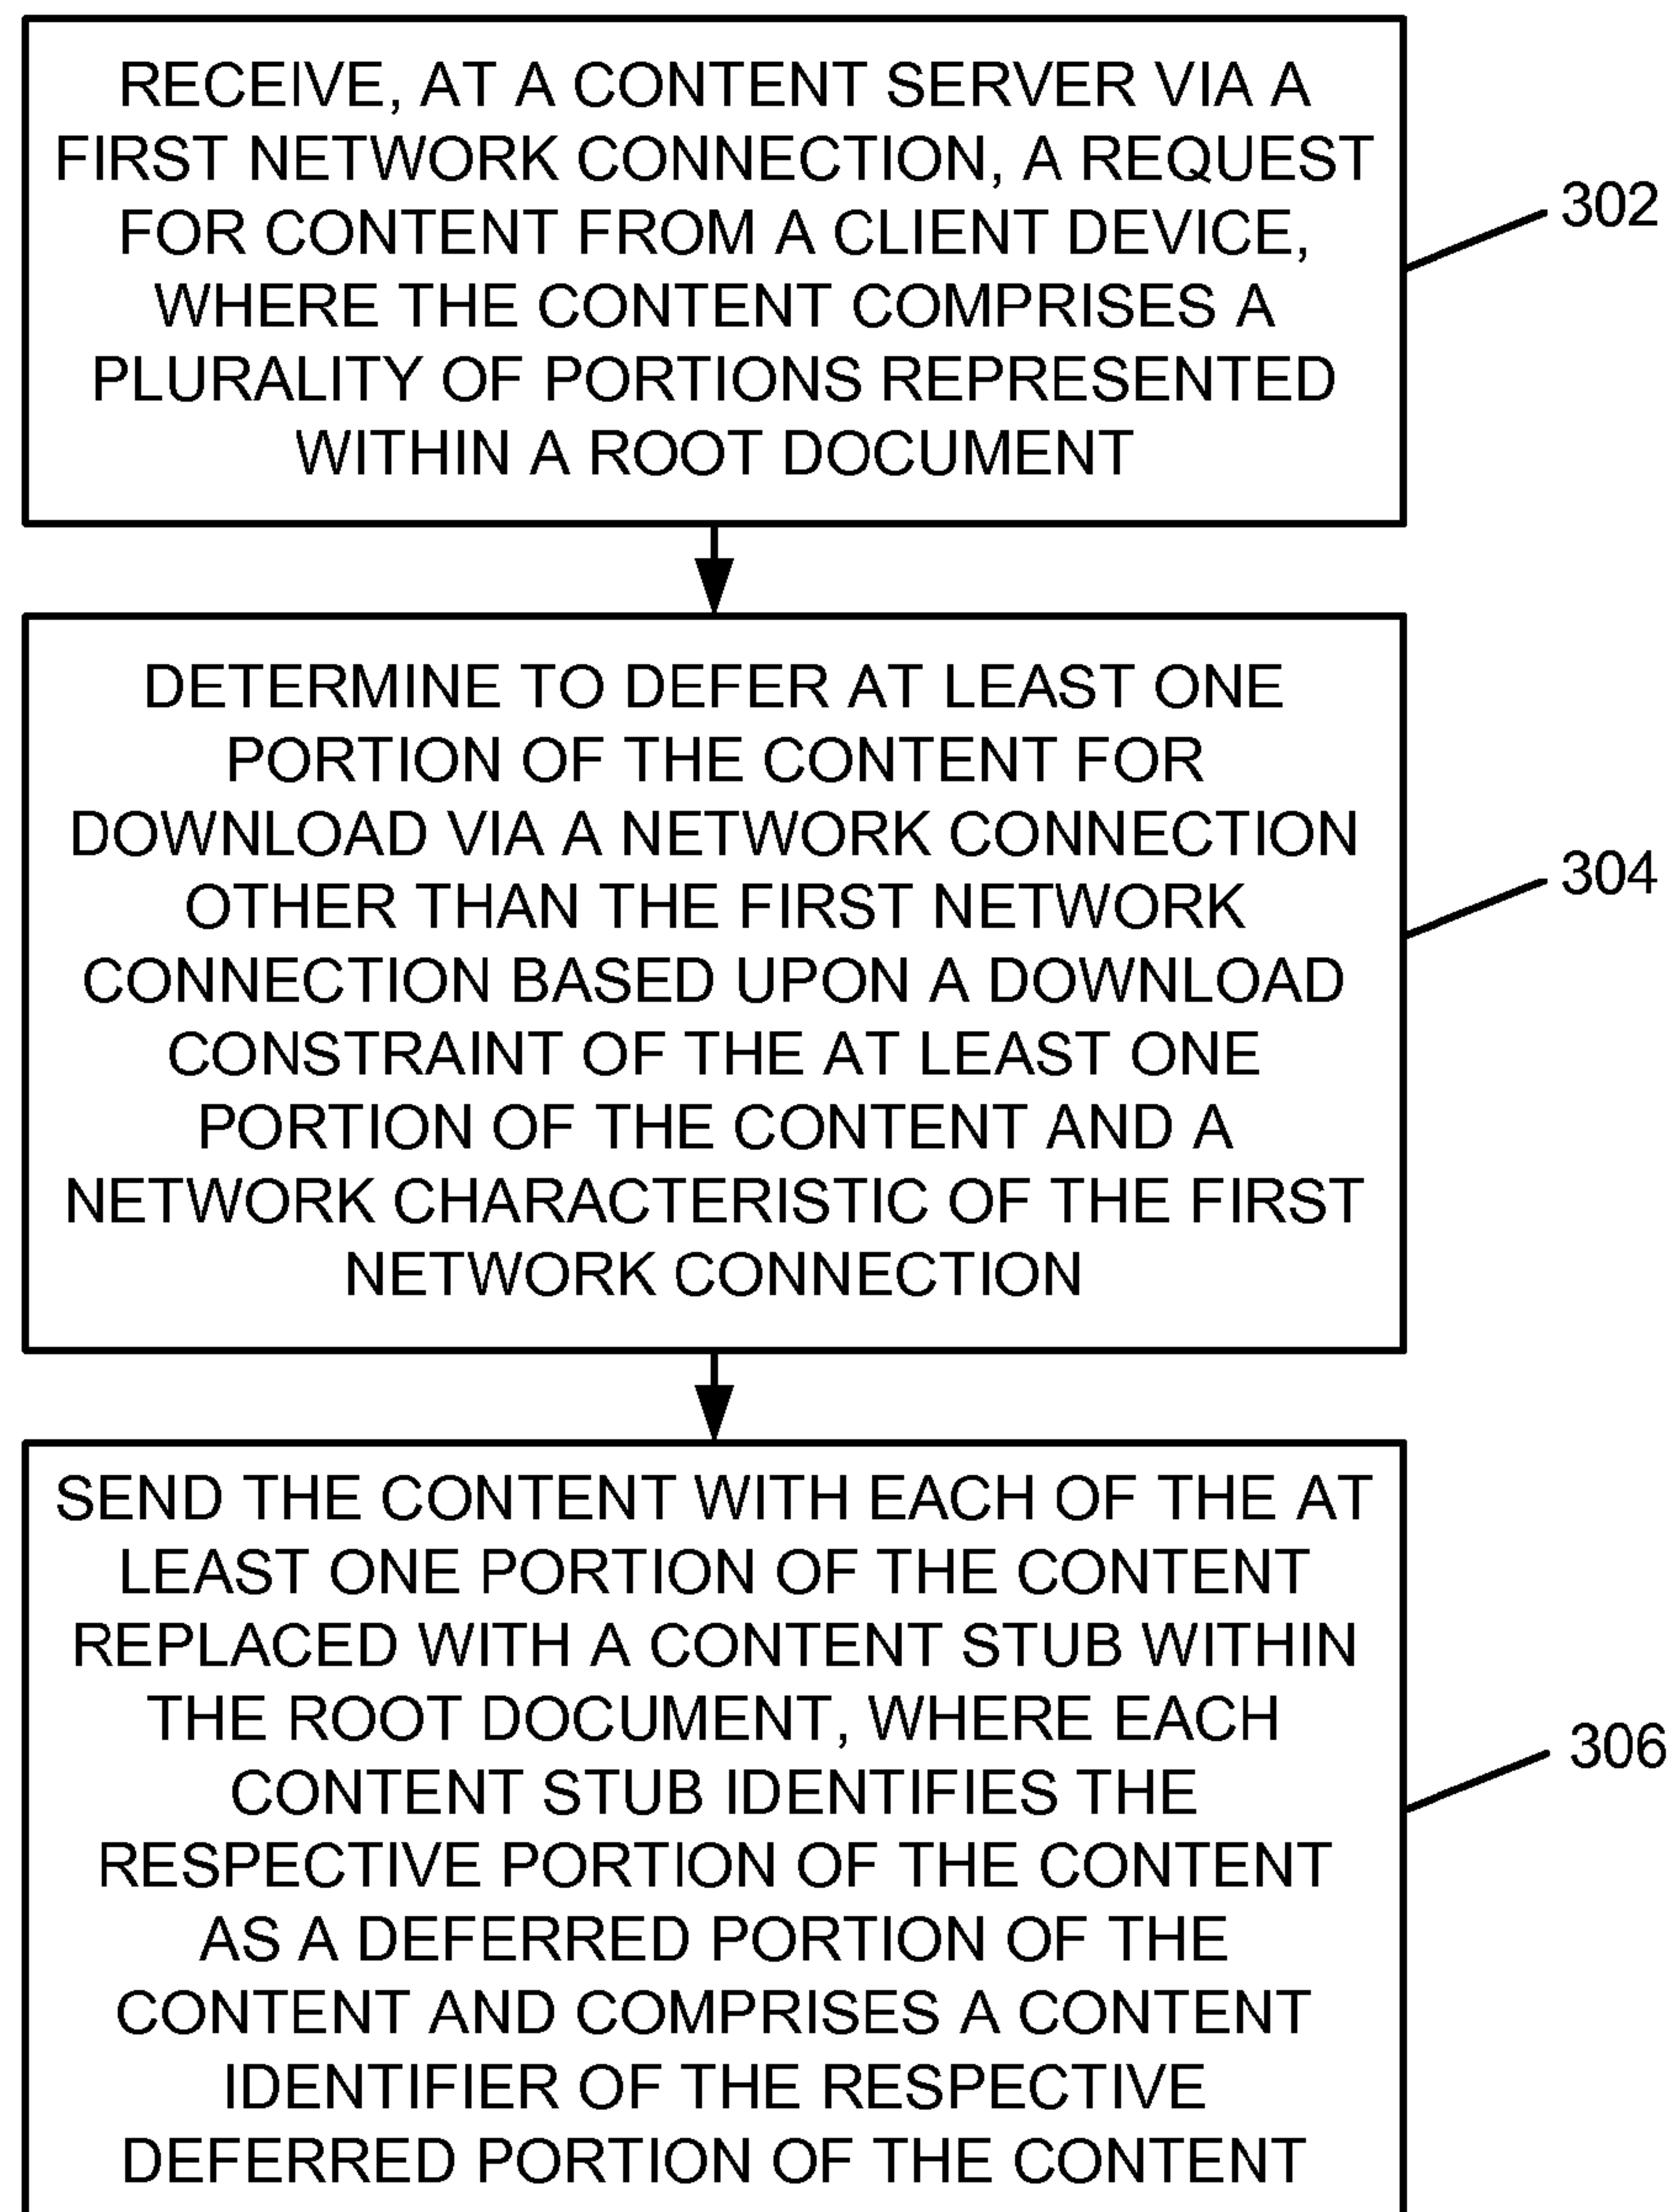 RECEIVE, AT A CONTENT SERVER VIA A
FIRST NETWORK CONNECTION, A REQUEST
FOR CONTENT FROM A CLIENT DEVICE,
WHERE THE CONTENT COMPRISES A
PLURALITY OF PORTIONS REPRESENTED
WITHIN A ROOT DOCUMENT
302
DETERMINE TO DEFER AT LEAST ONE
PORTION OF THE CONTENT FOR
DOWNLOAD VIA A NETWORK CONNECTION
OTHER THAN THE FIRST NETWORK
CONNECTION BASED UPON A DOWNLOAD
CONSTRAINT OF THE AT LEAST ONE
PORTION OF THE CONTENT AND A
NETWORK CHARACTERISTIC OF THE FIRST
NETWORK CONNECTION
304
SEND THE CONTENT WITH EACH OF THE AT
LEAST ONE PORTION OF THE CONTENT
REPLACED WITH A CONTENT STUB WITHIN
THE ROOT DOCUMENT, WHERE EACH
CONTENT STUB IDENTIFIES THE
RESPECTIVE PORTION OF THE CONTENT
AS A DEFERRED PORTION OF THE
CONTENT AND COMPRISES A CONTENT
IDENTIFIER OF THE RESPECTIVE
DEFERRED PORTION OF THE CONTENT
306